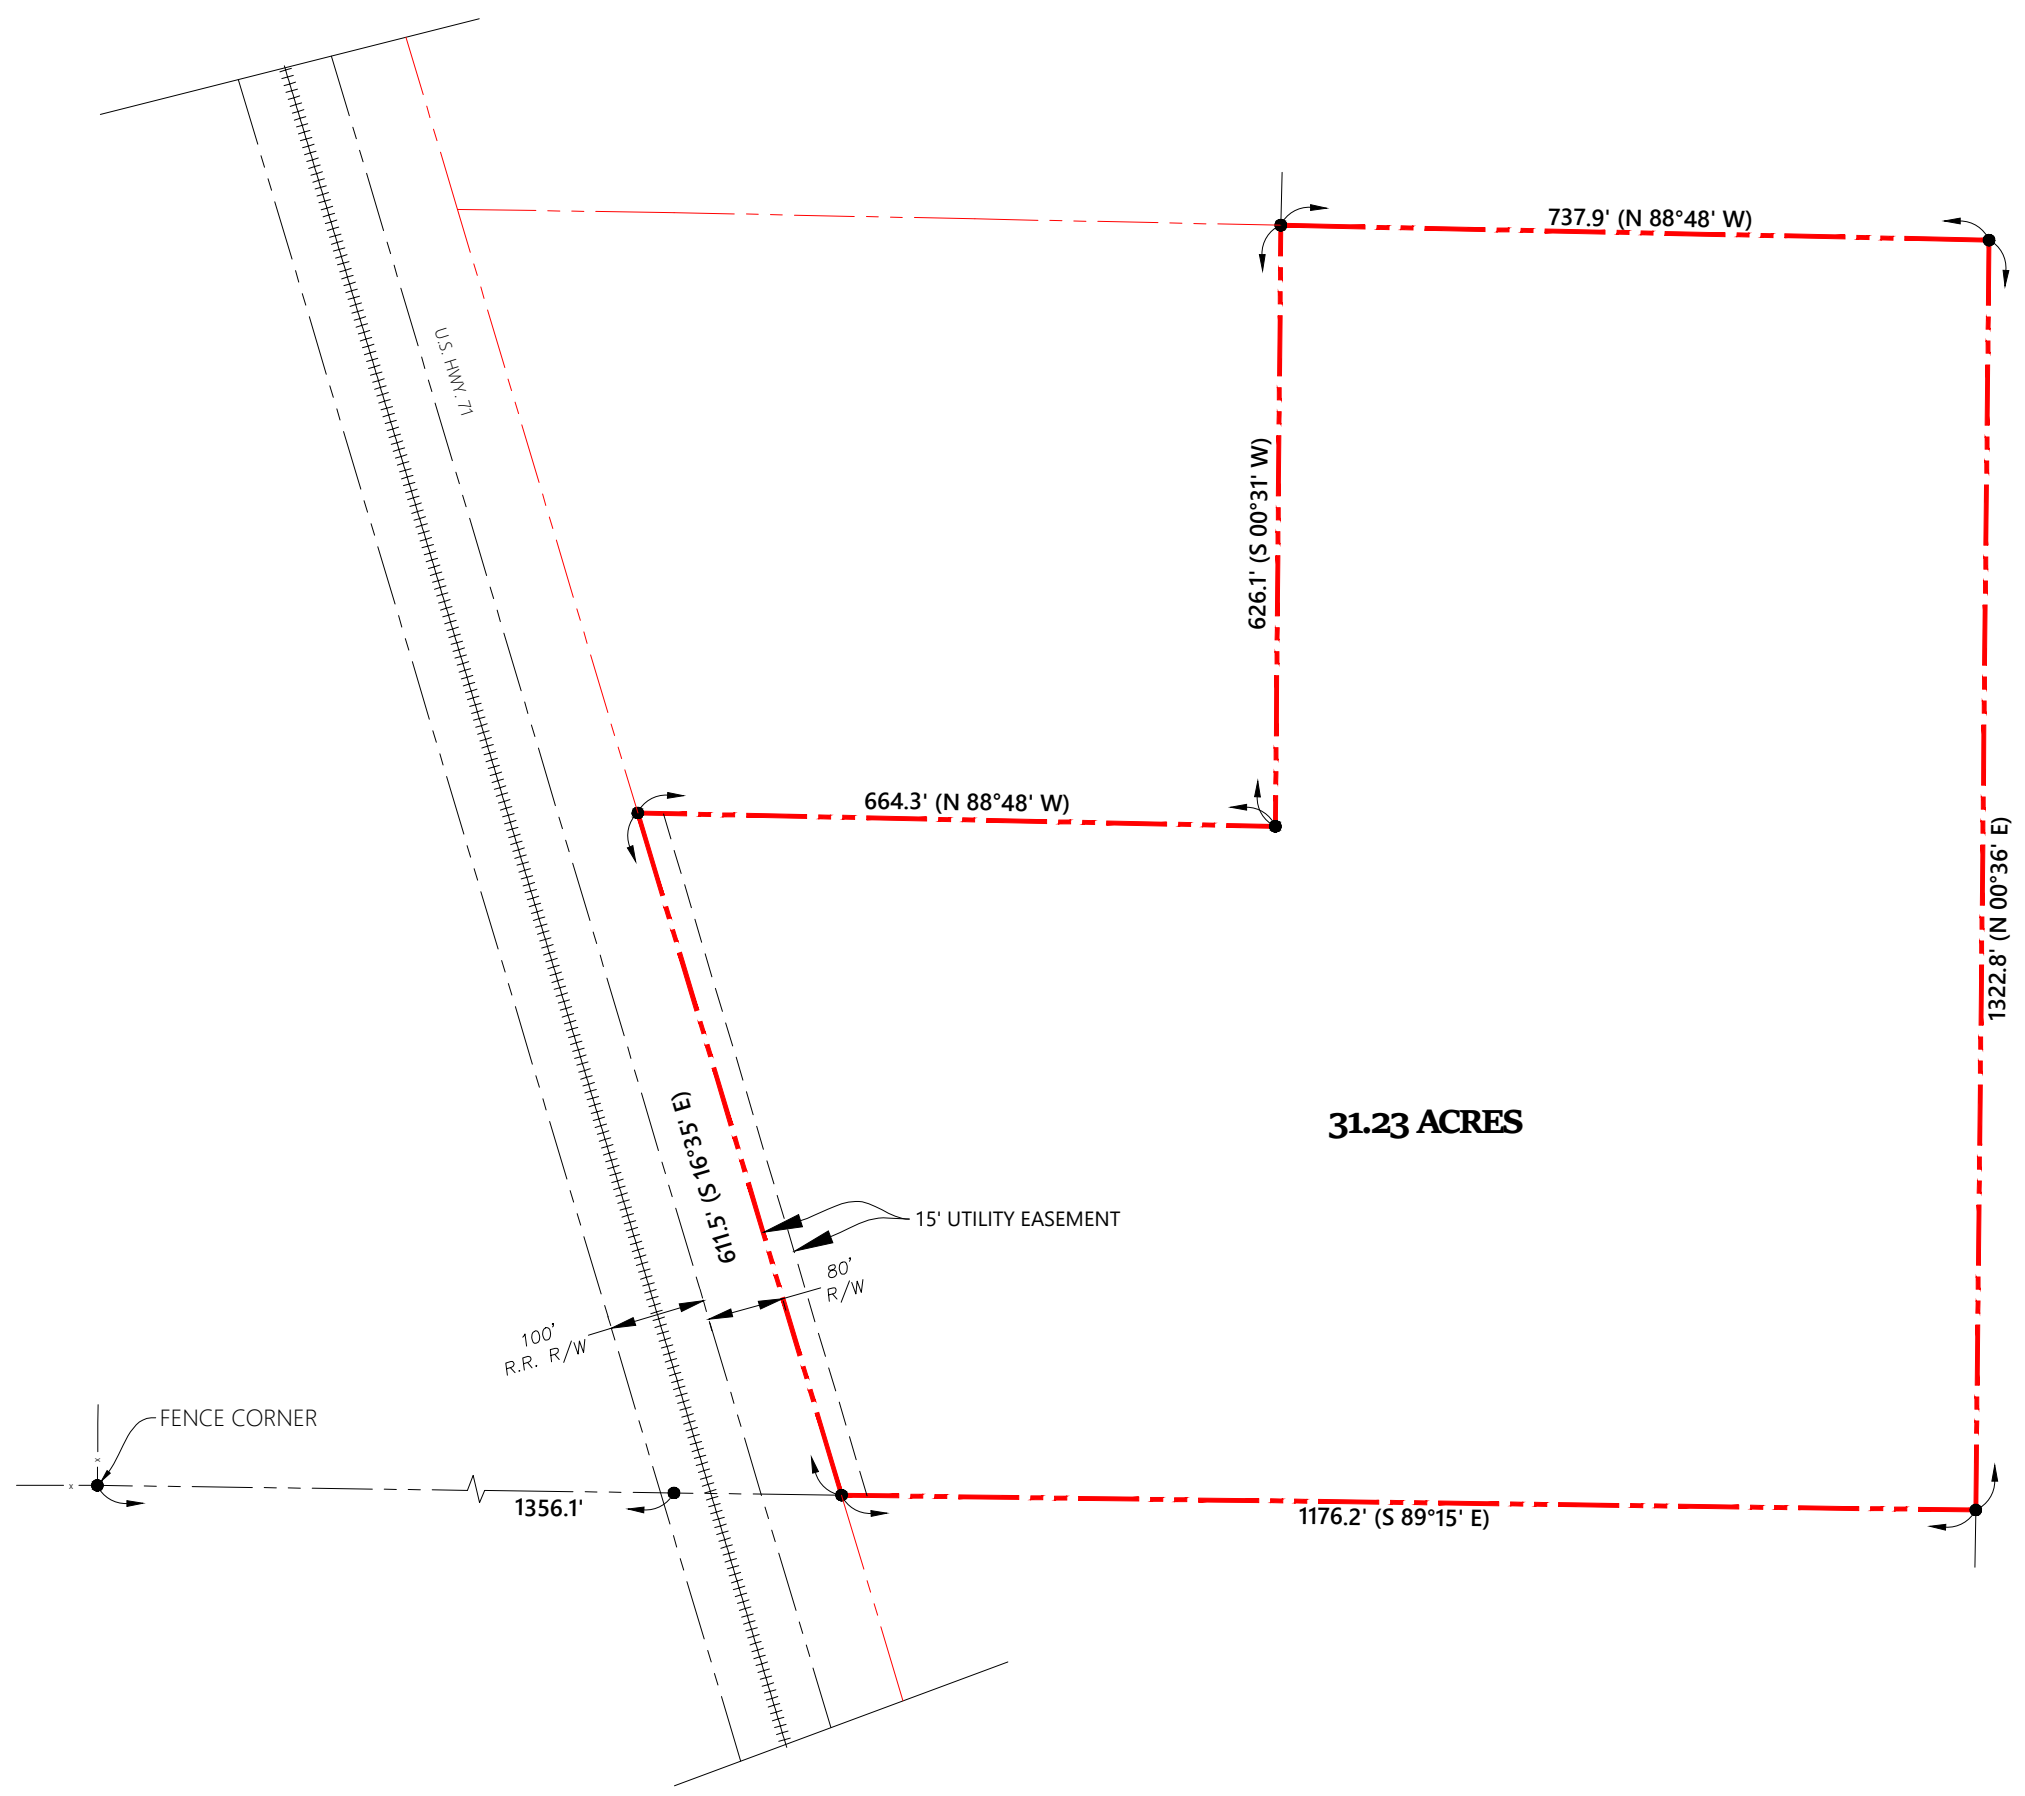 737.9' (N 88°48' W)
U.S. HWY. 71
626.1' (S 00°31' W)
664.3' (N 88°48' W)
1322.8' (N 00°36' E)
31.23 ACRES
611.5' (S 16°35' E)
15' UTILITY EASEMENT
80'
R/W
100'
R.R. R/W
FENCE CORNER
x
x
1356.1'
1176.2' (S 89°15' E)